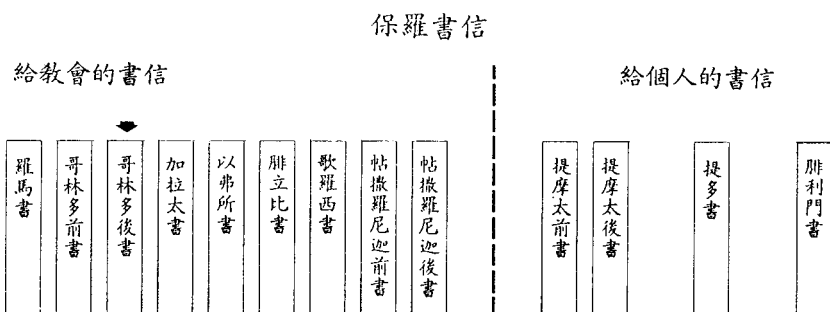 保羅書信
給教會的書信
給個人的書信
羅馬書
哥林多前書
哥林多後書
加拉太書
以弗所書
腓立比書
歌羅西書
帖撒羅尼迦前書
帖撒羅尼迦後書
提摩太前書
提摩太後書
提多書
腓利門書